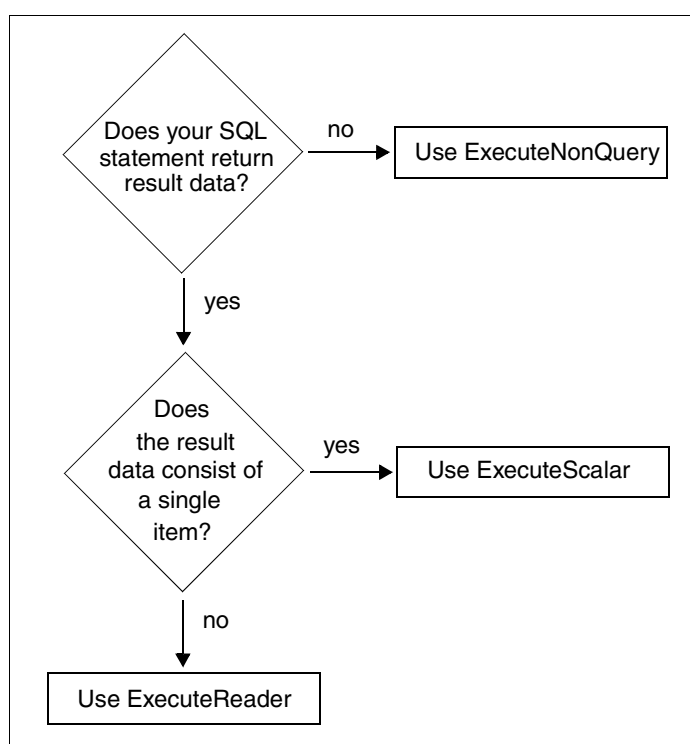 Does your SQL
statement return
result data?
no
Use ExecuteNonQuery
yes
Does
the result
data consist of
a single
item?
yes
Use ExecuteScalar
no
Use ExecuteReader